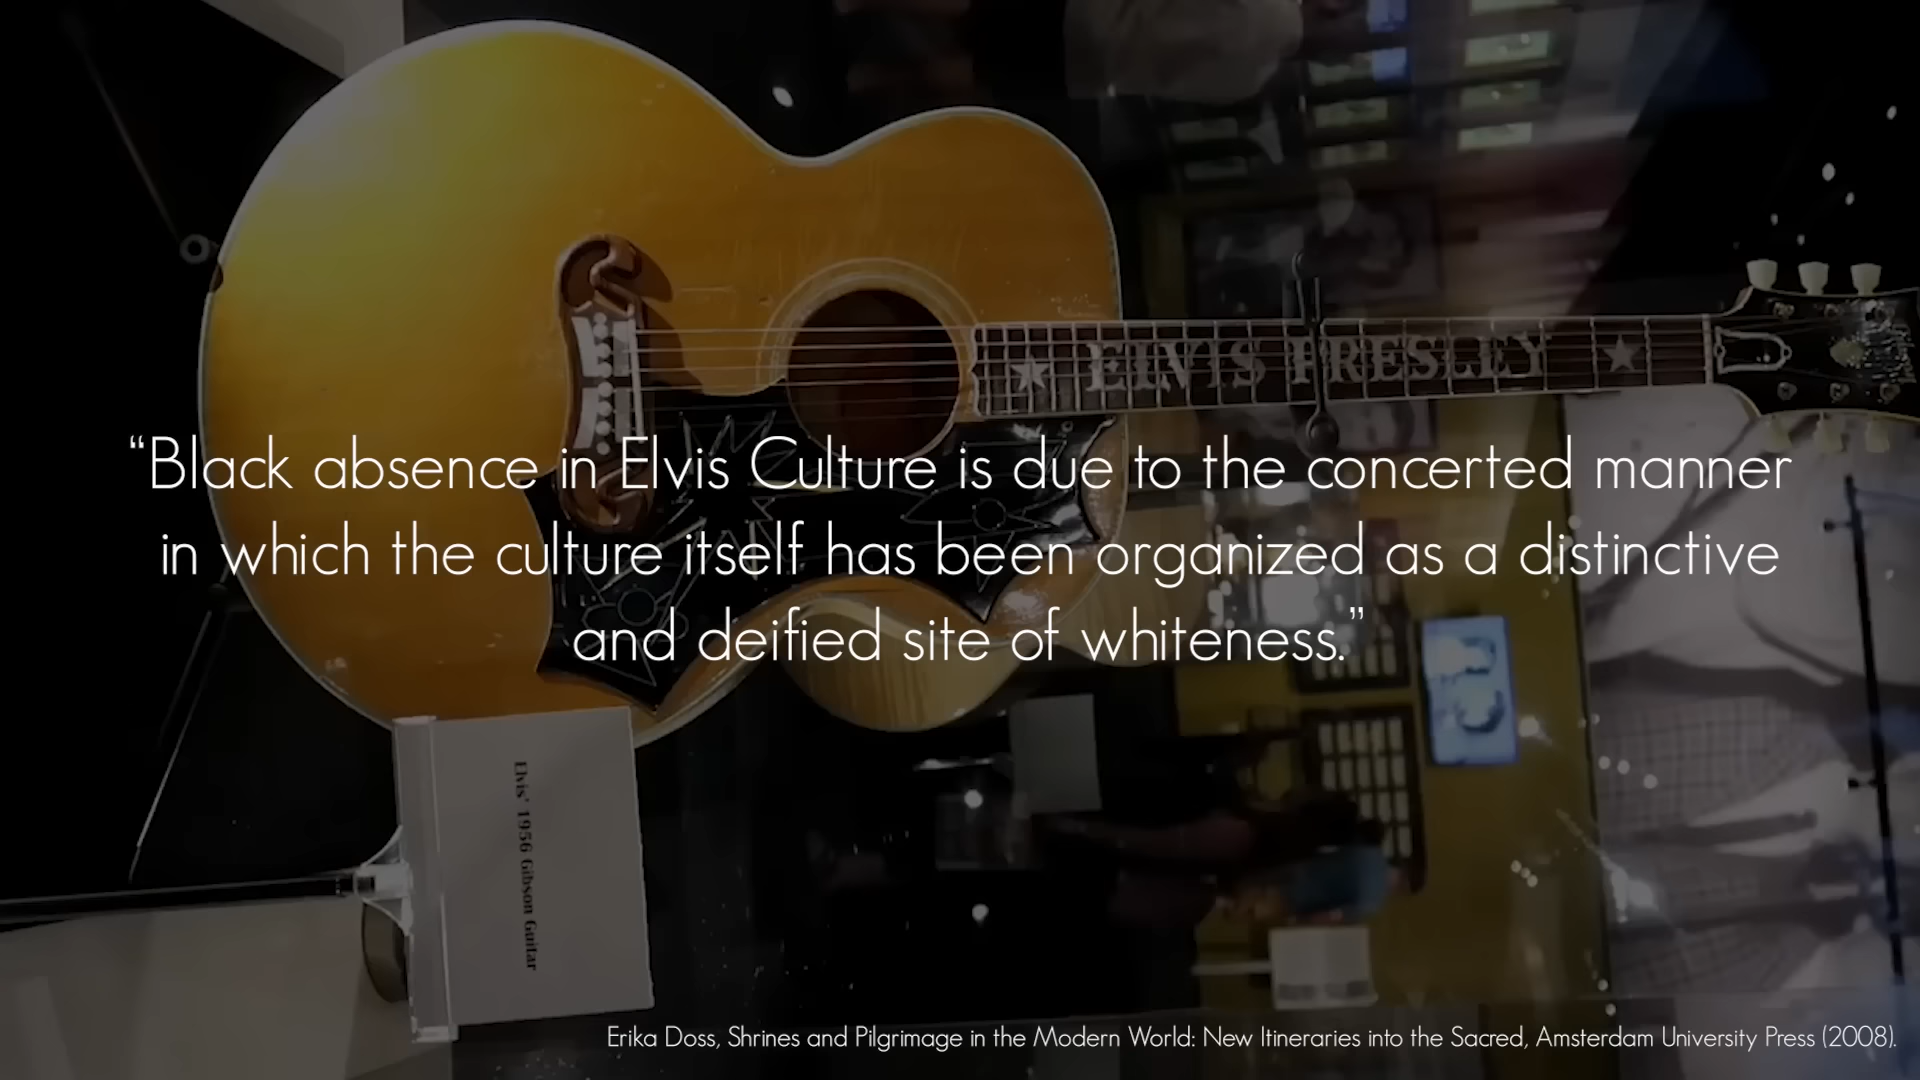 ELVIS PRESLEY
“Black absence in Elvis Culture is due to the concerted manner
in which the culture itself has been organized as a distinctive
and deified site of whiteness.”
Elvis' 1956 Gibson Guitar
Erika Doss, Shrines and Pilgrimage in the Modern World: New Itineraries into the Sacred, Amsterdam University Press (2008).